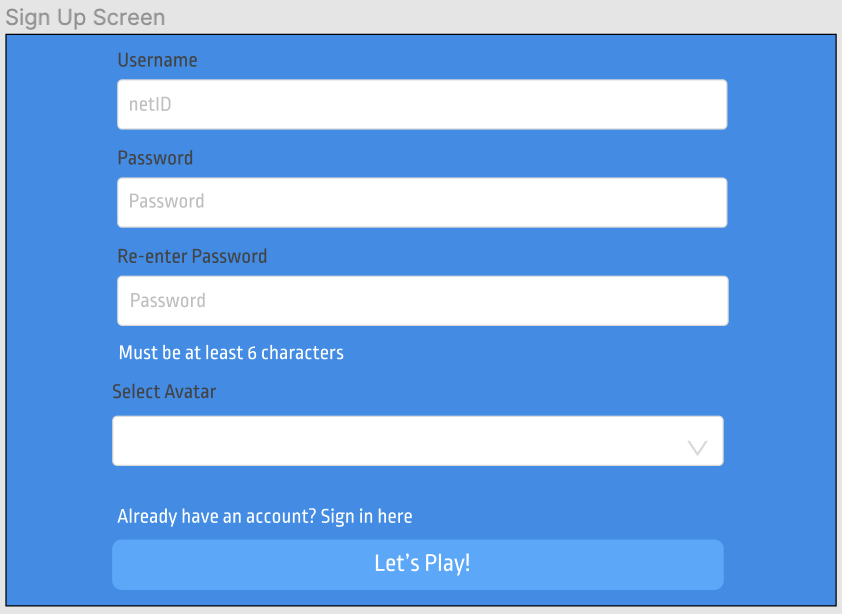 Sign Up Screen
Username
netID
Password
Password
Re-enter Password
Password
Must be at least 6 characters
Select Avatar
Already have an account? Sign in here
Let's Play!